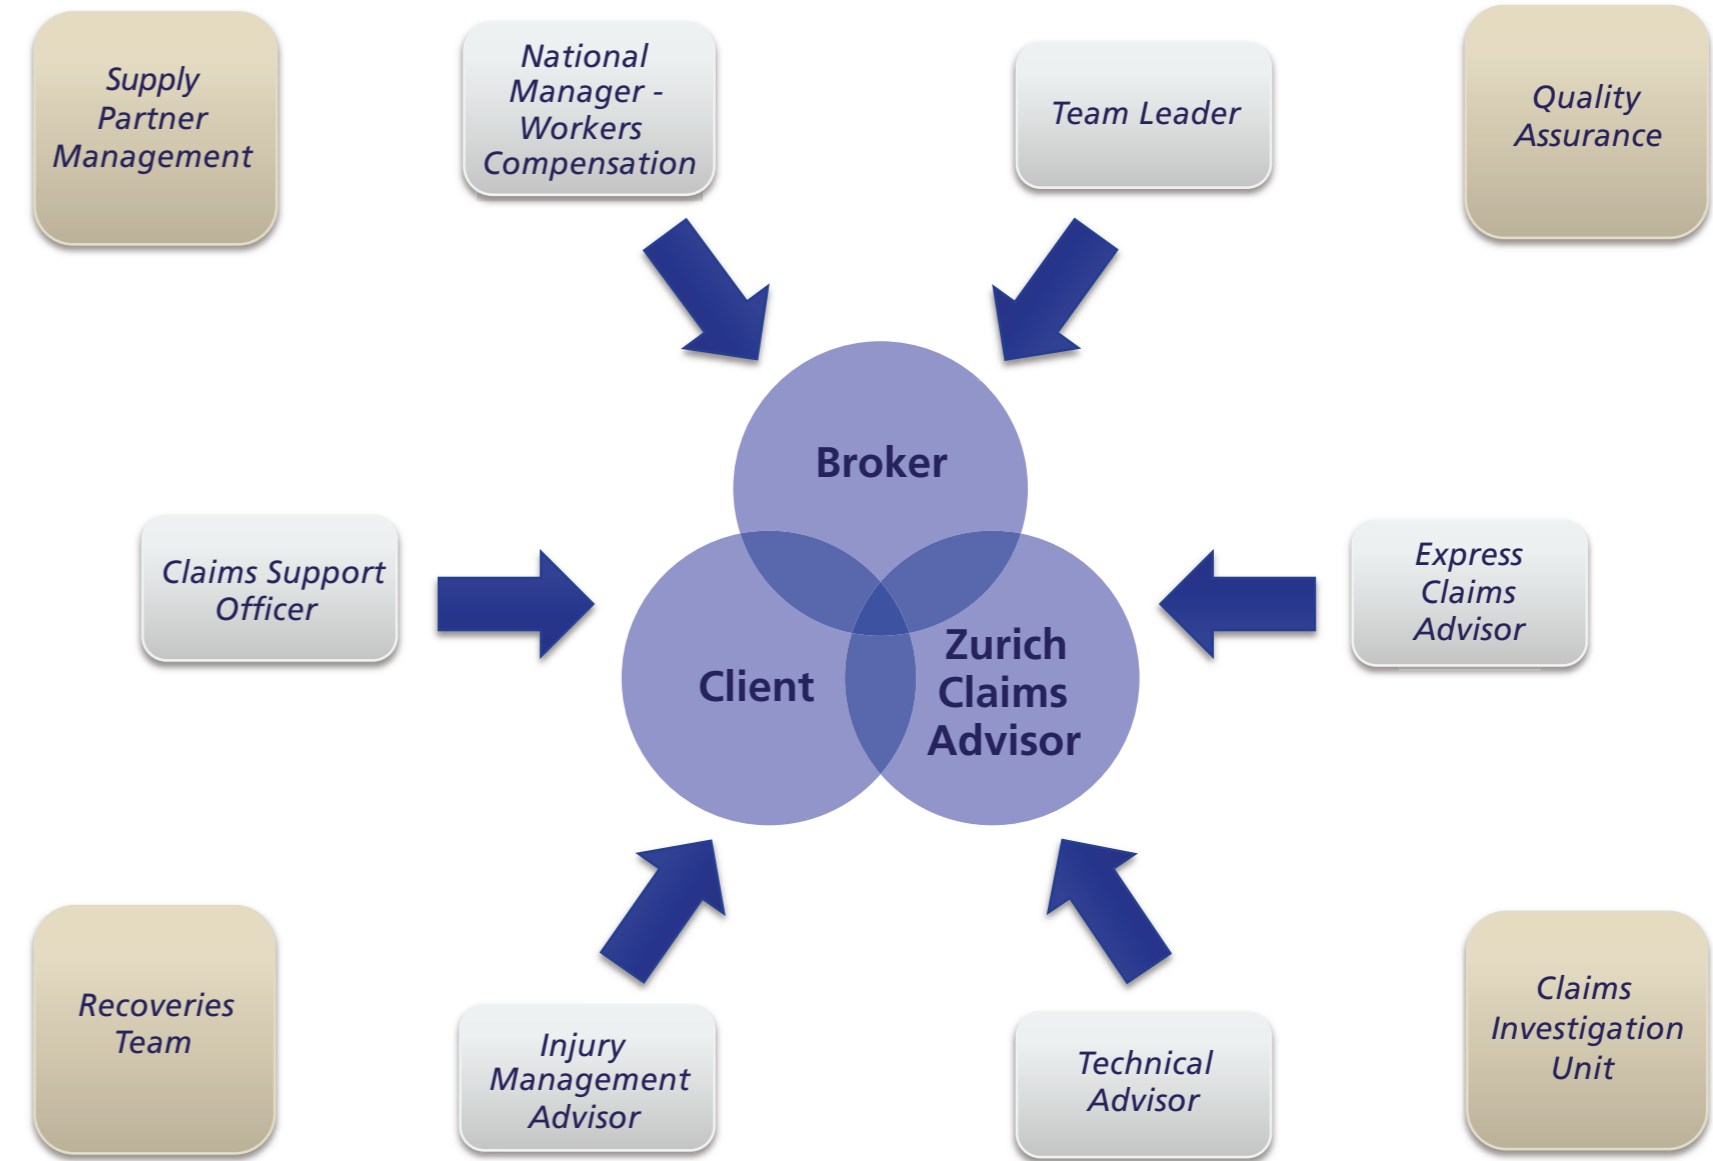 Supply
Partner
Management
National
Manager -
Workers
Compensation
Team Leader
Quality
Assurance
Broker
Claims Support
Officer
Client
Zurich
Claims
Advisor
Express
Claims
Advisor
Recoveries
Team
Injury
Management
Advisor
Technical
Advisor
Claims
Investigation
Unit